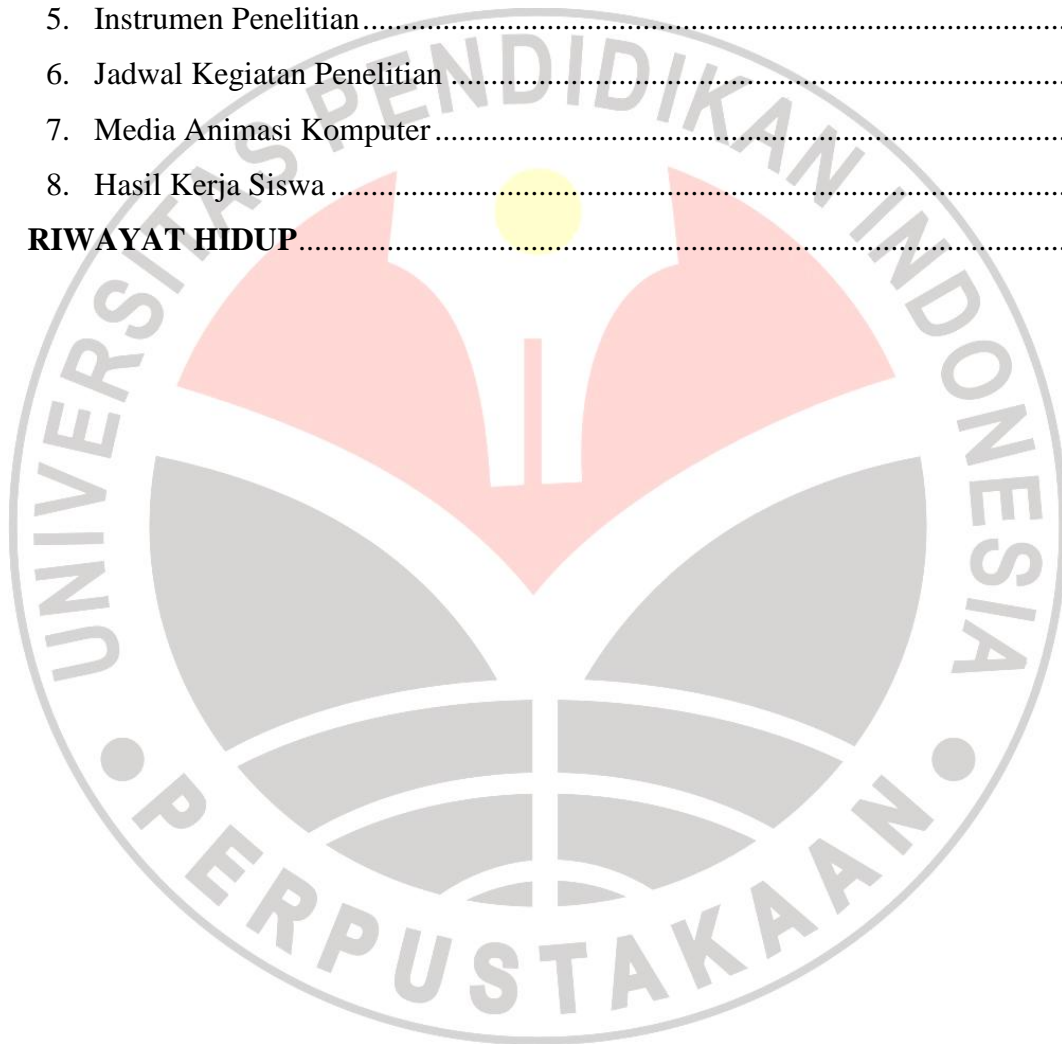 5. Instrumen Penelitian
6. Jadwal Kegiatan Penelitian
7. Media Animasi Komputer
8. Hasil Kerja Siswa
RIWAYAT HIDUP
UNIVERSITAS PENDIDIKAN INDONESIA
PERPUSTAKAAN